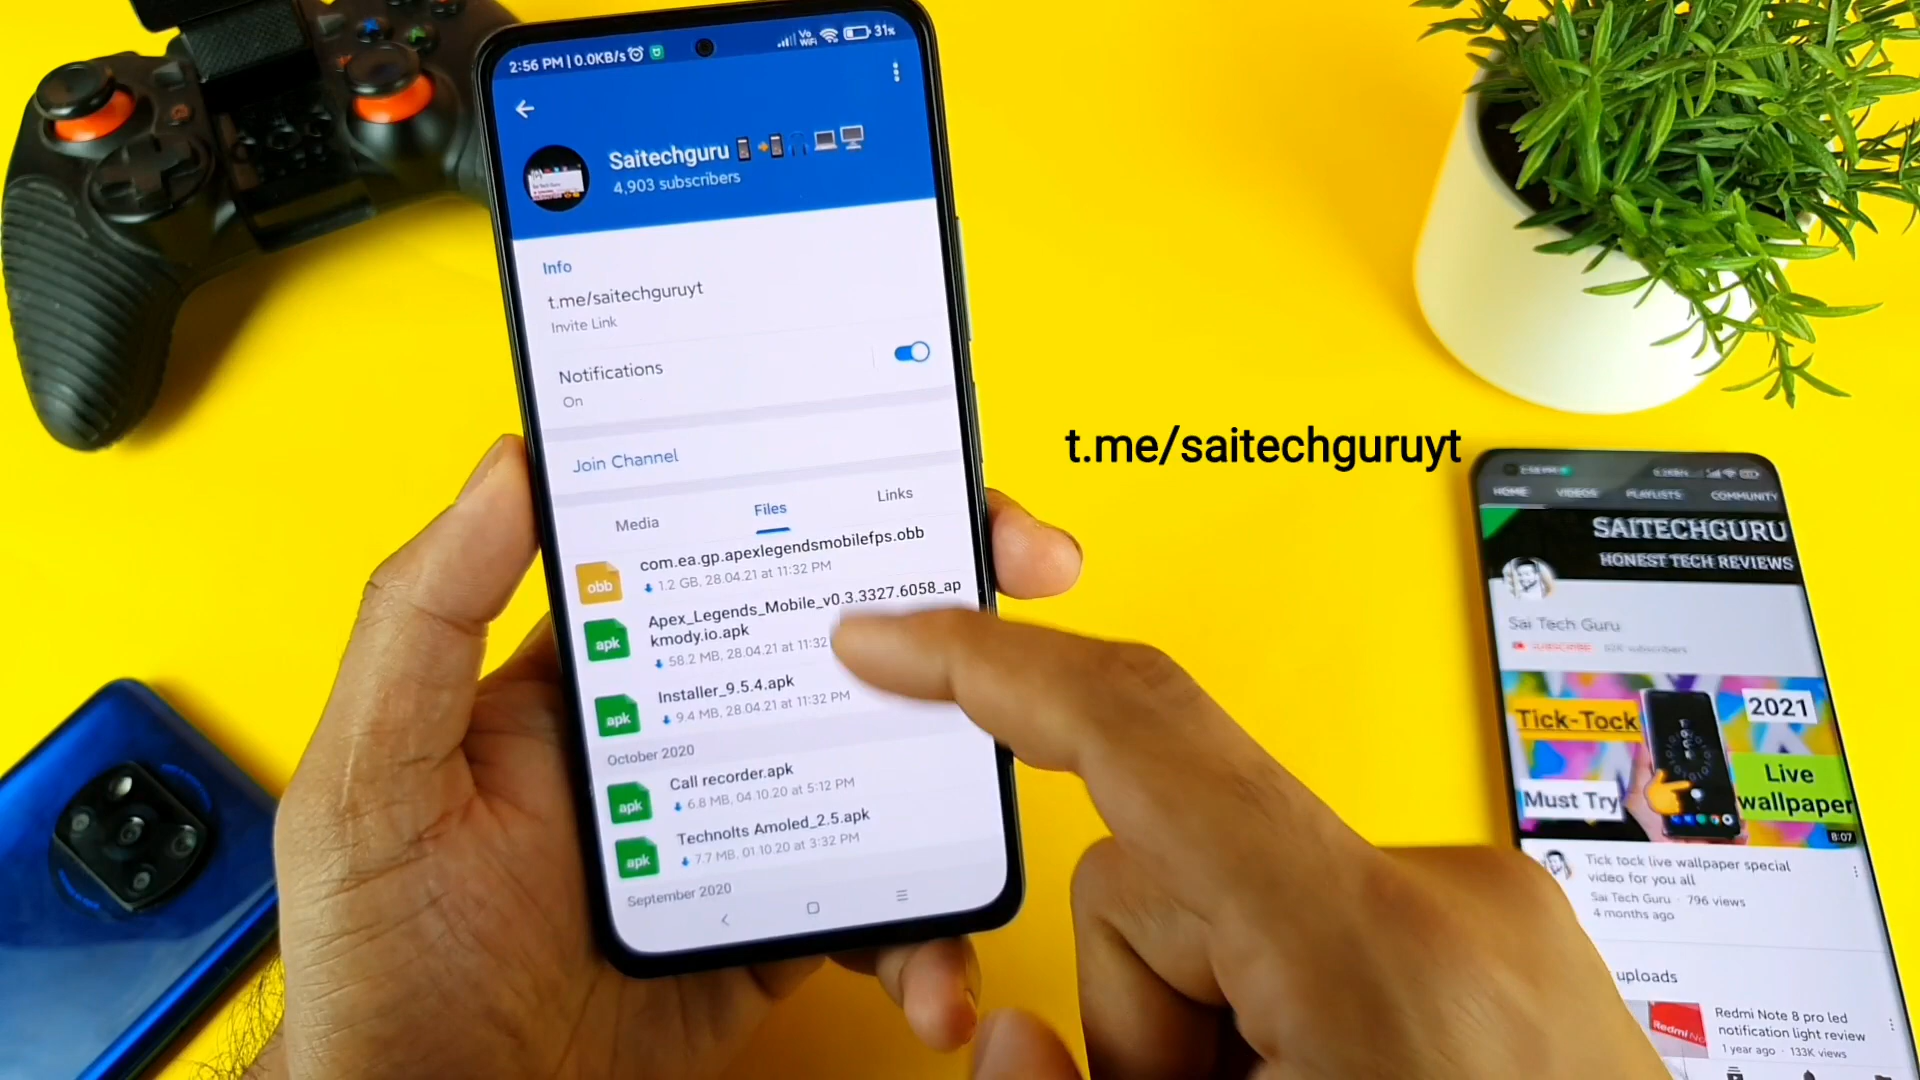 2:56 PM | 0.0KB/s
Vo
WiFi
31%
Saitechguru
4,903 subscribers
Info
t.me/saitechguruyt
Invite Link
Notifications
On
Join Channel
Media
Files
Links
obb
com.ea.gp.apexlegendsmobilefps.obb
1.2 GB, 28.04.21 at 11:32 PM
apk
Apex_Legends_Mobile_v0.3.3327.6058_ap
kmody.io.apk
58.2 MB, 28.04.21 at 11:32
apk
Installer_9.5.4.apk
9.4 MB, 28.04.21 at 11:32 PM
October 2020
apk
Call recorder.apk
6.8 MB, 04.10.20 at 5:12 PM
apk
Technolts Amoled_2.5.apk
7.7 MB, 01.10.20 at 3:32 PM
September 2020
t.me/saitechguruyt
HOME
VIDEOS
PLAYLISTS
COMMUNITY
SAITECHGURU
HONEST TECH REVIEWS
Sai Tech Guru
SUBSCRIBE
subscribers
Tick-Tock
2021
Must Try
Live
wallpaper
8:07
Tick tock live wallpaper special
video for you all
Sai Tech Guru · 796 views
4 months ago
uploads
Redmi
Redmi Note 8 pro led
notification light review
1 year ago · 133K views